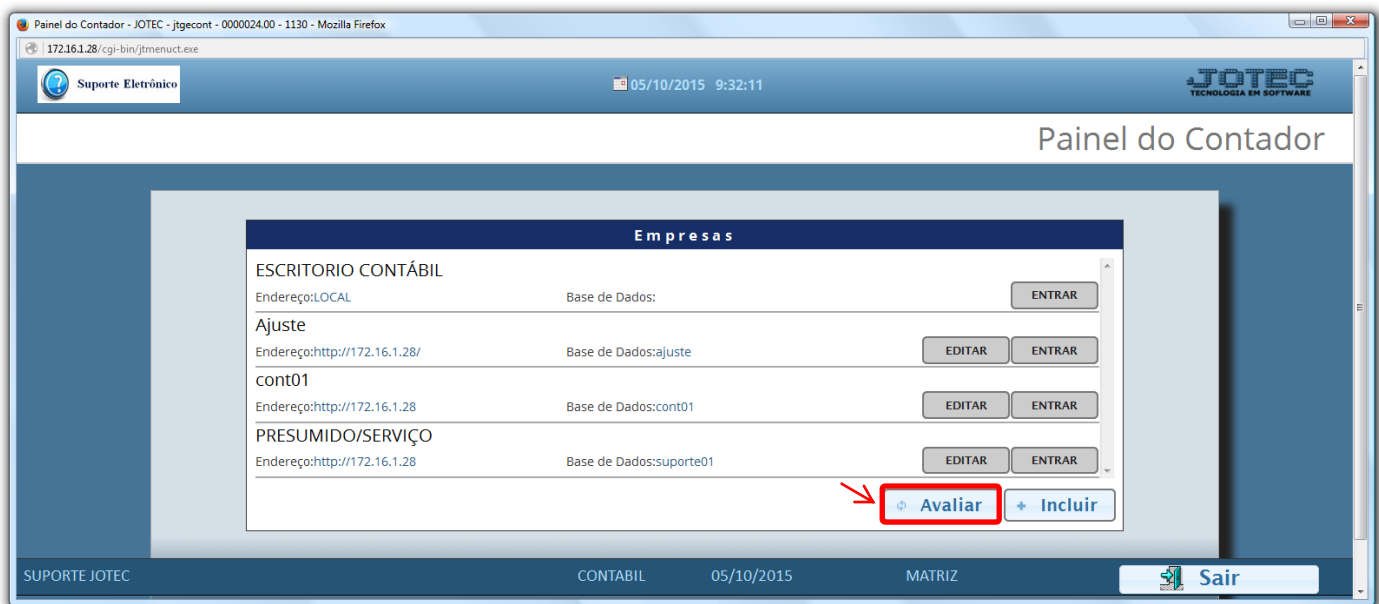 Painel do Contador - JOTEC - jtgecont - 0000024.00 - 1130 - Mozilla Firefox
172.16.1.28/cgi-bin/jtmenuct.exe
Suporte Eletrônico
05/10/2015 9:32:11
JOTEC
TECNOLOGIA EM SOFTWARE
Painel do Contador
Empresas
ESCRITORIO CONTÁBIL
Endereço:LOCAL Base de Dados: ENTRAR
Ajuste
Endereço:http://172.16.1.28/ Base de Dados:ajuste EDITAR ENTRAR
cont01
Endereço:http://172.16.1.28 Base de Dados:cont01 EDITAR ENTRAR
PRESUMIDO/SERVIÇO
Endereço:http://172.16.1.28 Base de Dados:suporte01 EDITAR ENTRAR
Avaliar + Incluir
SUPORTE JOTEC CONTABIL 05/10/2015 MATRIZ Sair